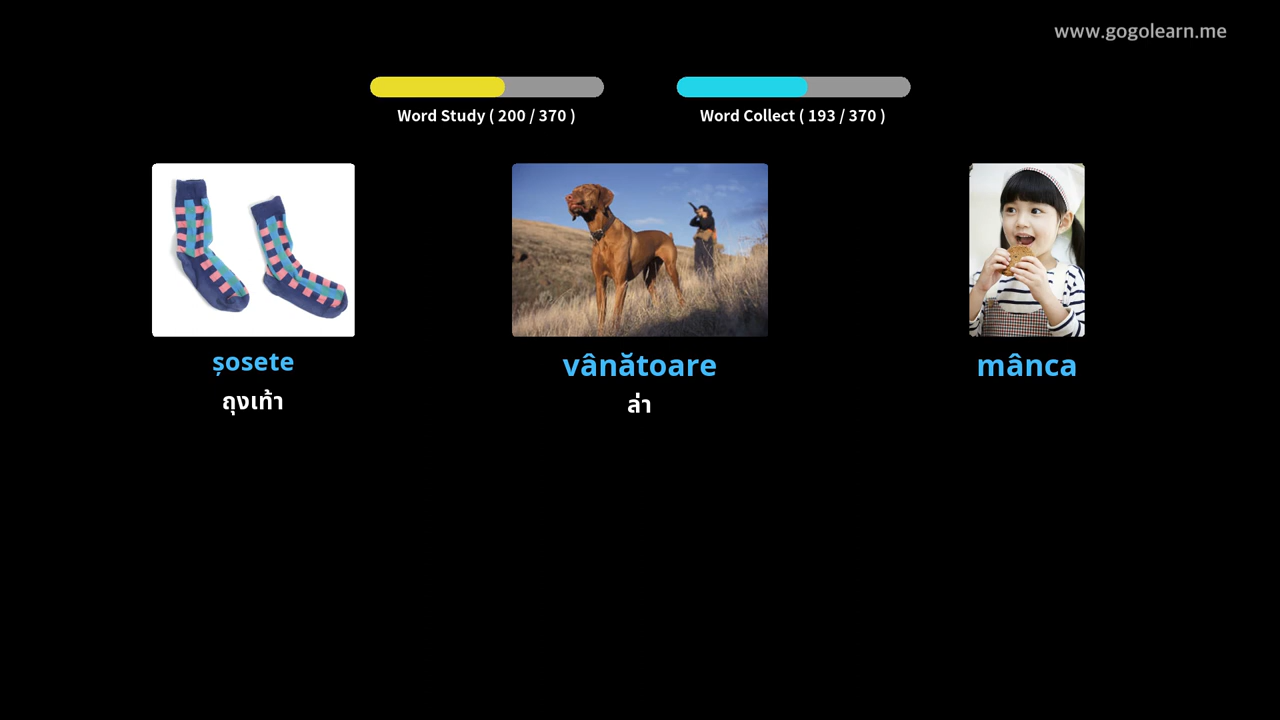 www.gogolearn.me
Word Study ( 200 / 370 )
Word Collect ( 193 / 370 )
șosete
vânătoare
mânca
ถุงเท้า
ล่า